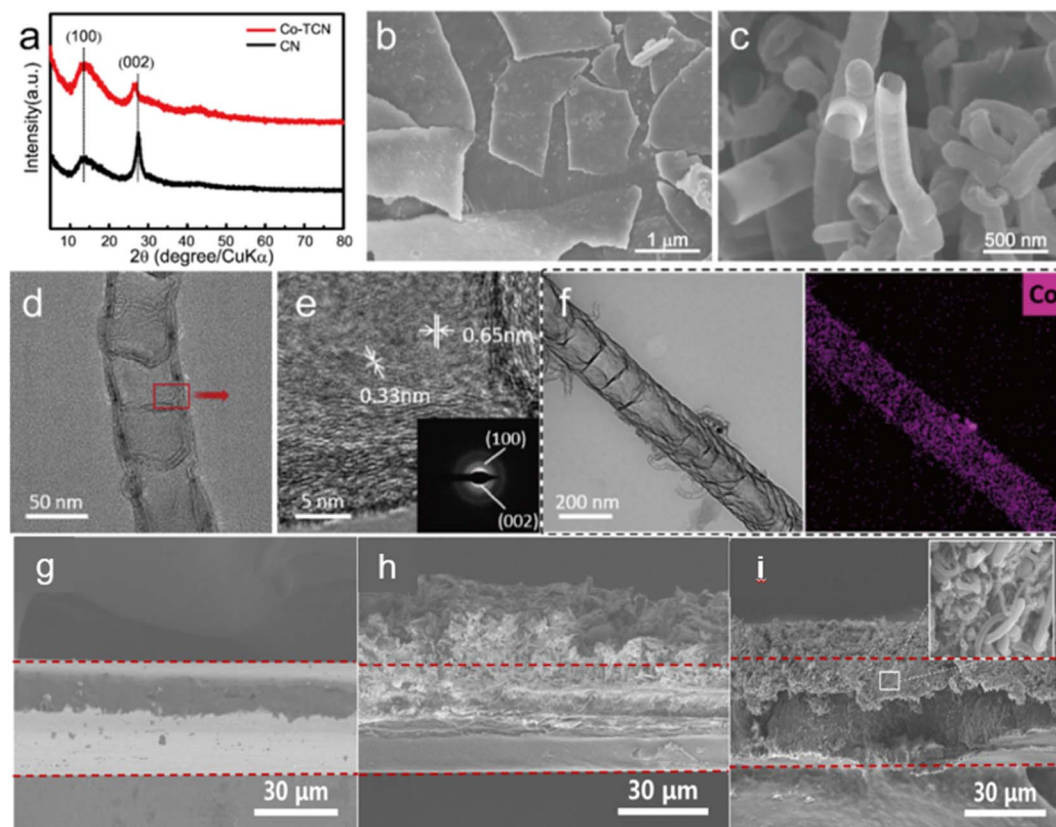 a
(100)
(002)
Co-TCN
CN
Intensity(a.u.)
10 20 30 40 50 60 70 80
2θ (degree/CuKα)
b
1 μm
c
500 nm
d
50 nm
e
0.65nm
0.33nm
5 nm
(100)
(002)
f
200 nm
Co
g
30 μm
h
30 μm
i
30 μm